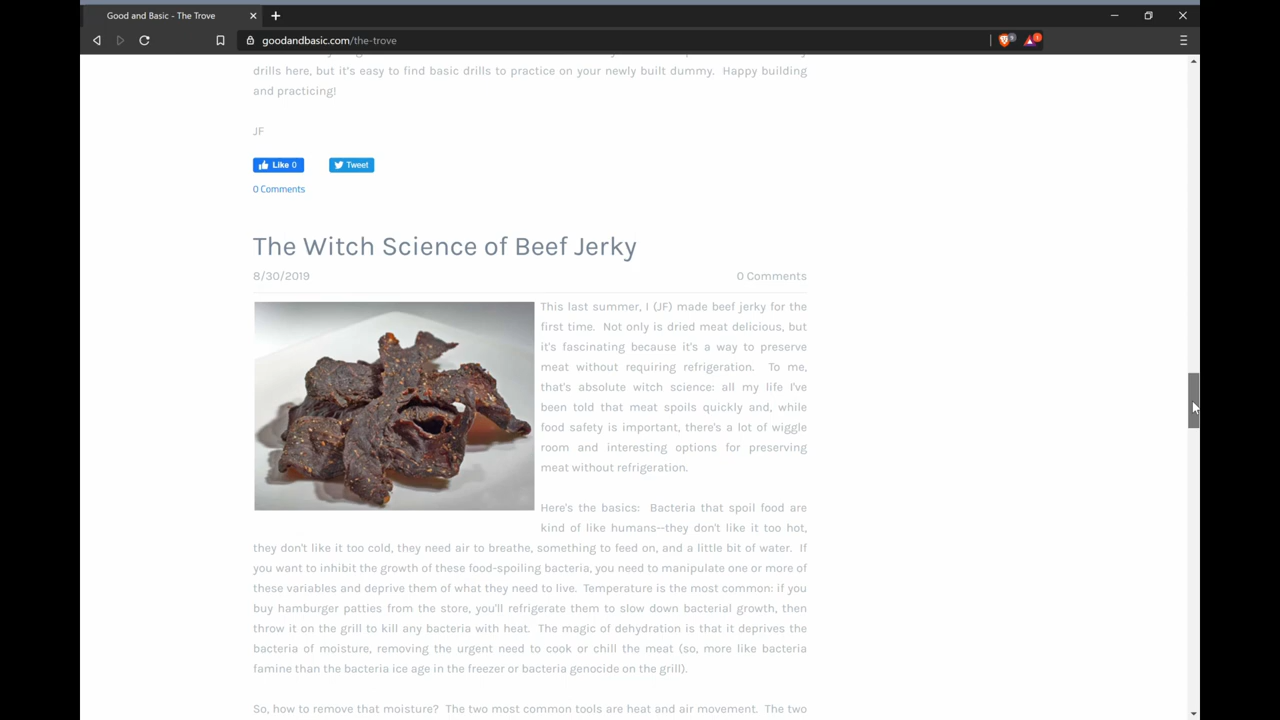 Good and Basic - The Trove
goodandbasic.com/the-trove
drills here, but it's easy to find basic drills to practice on your newly built dummy. Happy building
and practicing!
JF
Like 0
Tweet
0 Comments
The Witch Science of Beef Jerky
8/30/2019 0 Comments
This last summer, I (JF) made beef jerky for the
first time. Not only is dried meat delicious, but
it's fascinating because it's a way to preserve
meat without requiring refrigeration. To me,
that's absolute witch science: all my life I've
been told that meat spoils quickly and, while
food safety is important, there's a lot of wiggle
room and interesting options for preserving
meat without refrigeration.
Here's the basics: Bacteria that spoil food are
kind of like humans--they don't like it too hot,
they don't like it too cold, they need air to breathe, something to feed on, and a little bit of water. If
you want to inhibit the growth of these food-spoiling bacteria, you need to manipulate one or more of
these variables and deprive them of what they need to live. Temperature is the most common: if you
buy hamburger patties from the store, you'll refrigerate them to slow down bacterial growth, then
throw it on the grill to kill any bacteria with heat. The magic of dehydration is that it deprives the
bacteria of moisture, removing the urgent need to cook or chill the meat (so, more like bacteria
famine than the bacteria ice age in the freezer or bacteria genocide on the grill).
So, how to remove that moisture? The two most common tools are heat and air movement. The two